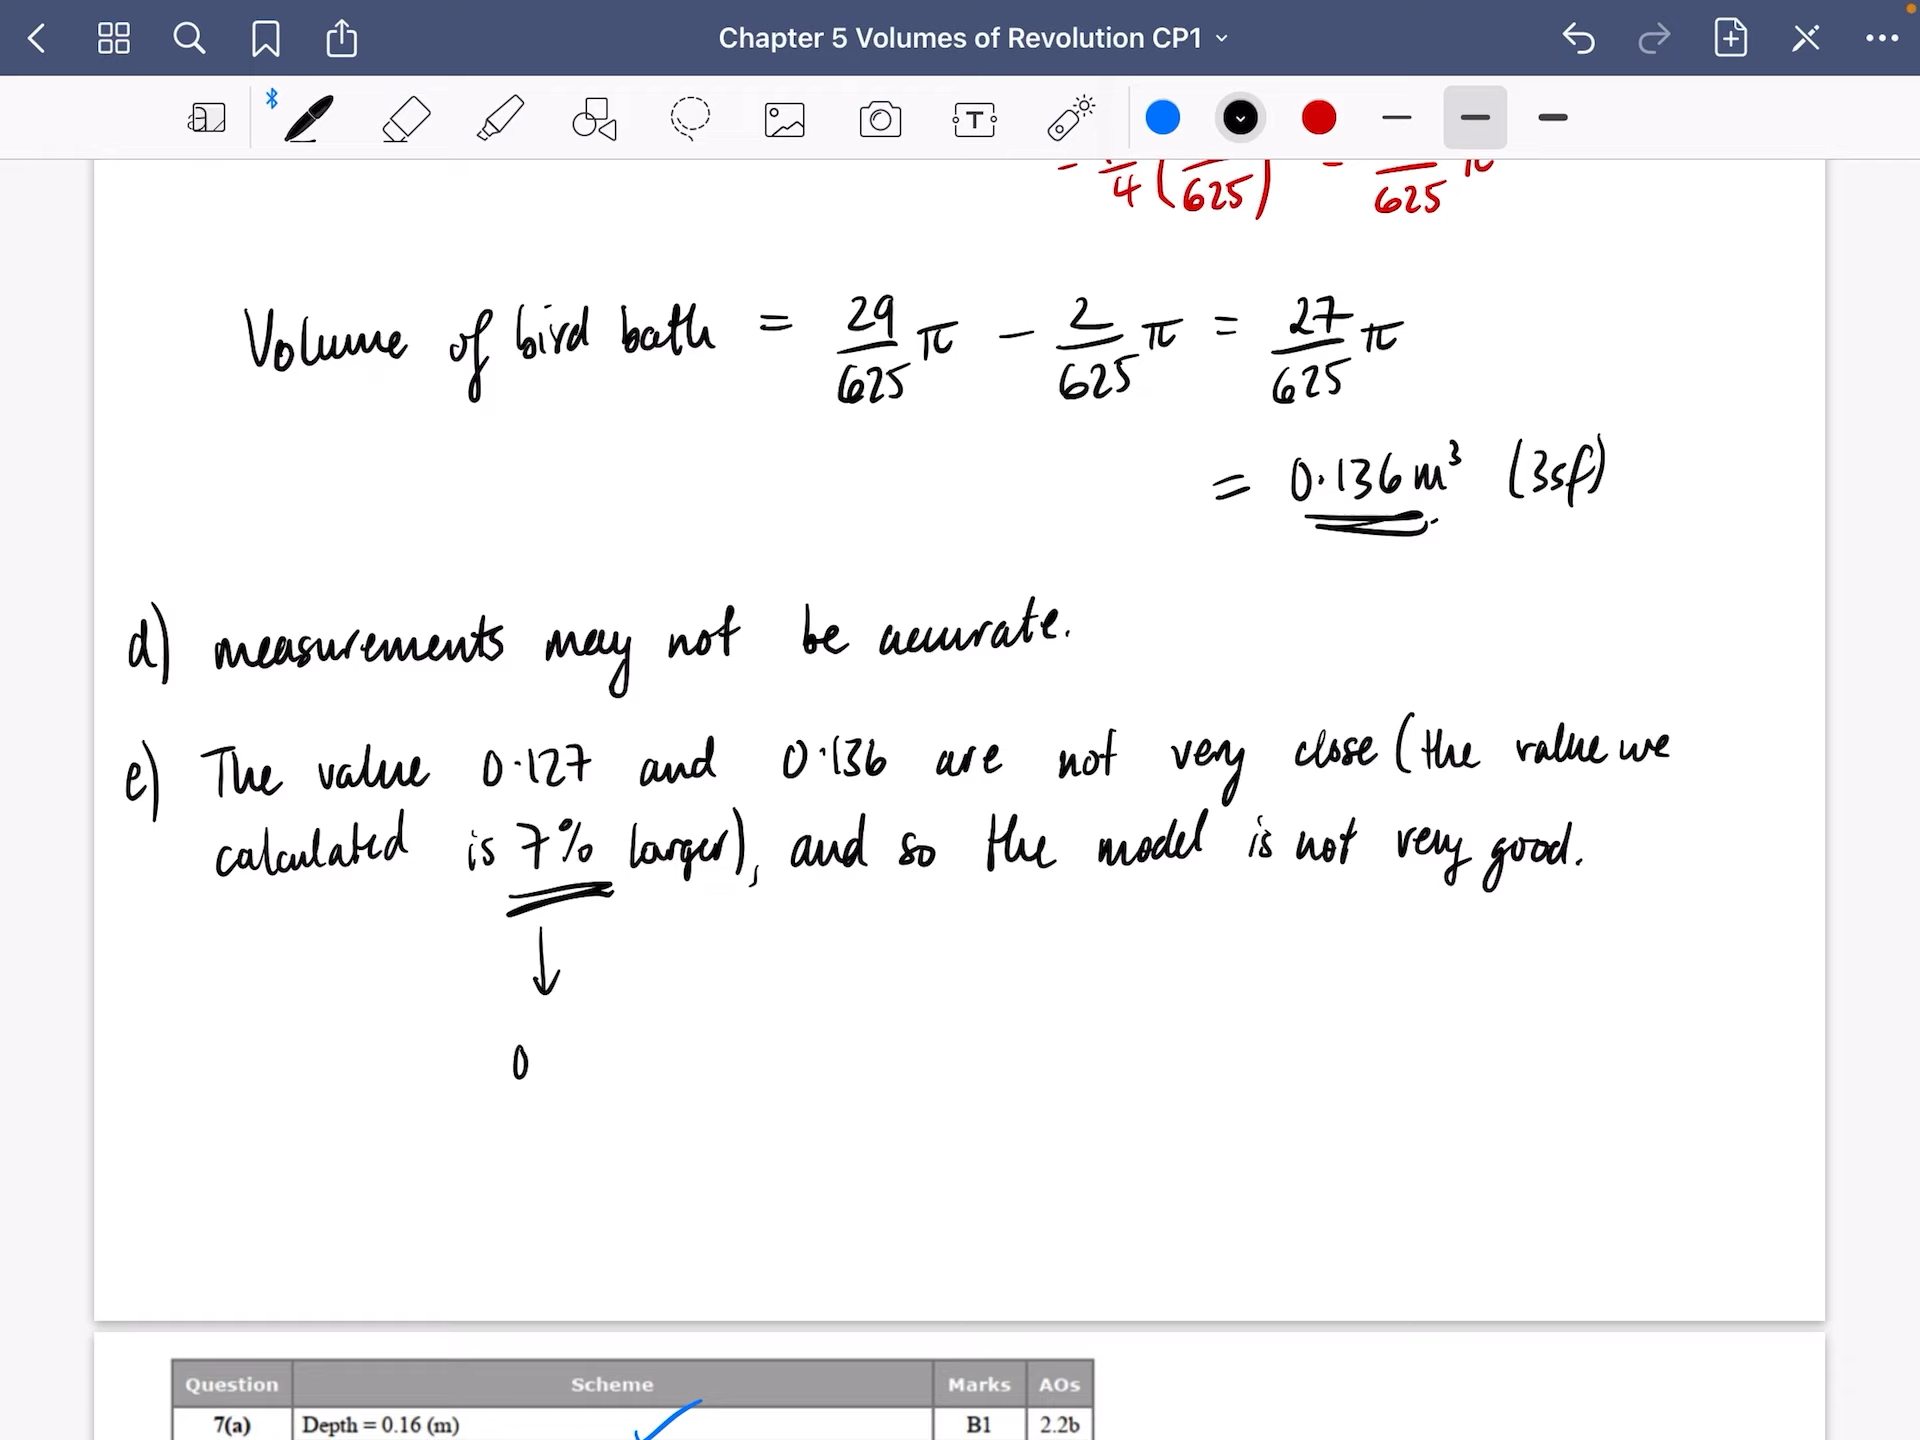 Chapter 5 Volumes of Revolution CP1
T
- /4 (/625) = /625 π
Volume of bird bath = 29/625 π - 2/625 π = 27/625 π
= 0.136 m³ (3sf)
d) measurements may not be accurate.
e) The value 0.127 and 0.136 are not very close (the value we
calculated is 7% larger), and so the model is not very good.
0
Question Scheme Marks AOs
7(a) Depth = 0.16 (m) B1 2.2b